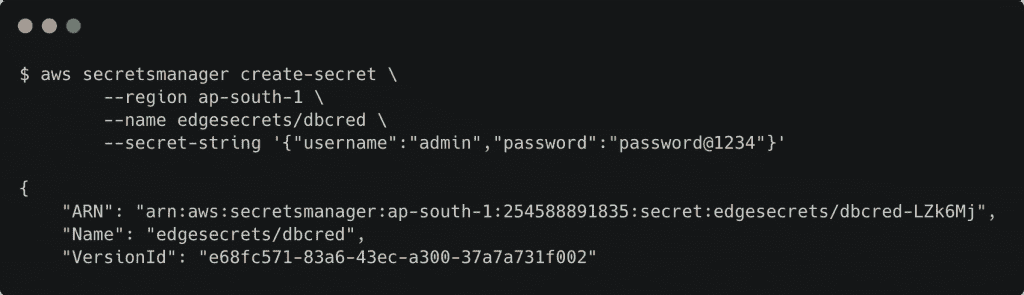 $ aws secretsmanager create-secret \
--region ap-south-1 \
--name edgesecrets/dbcred \
--secret-string '{"username":"admin","password":"password@1234"}'
{
"ARN": "arn:aws:secretsmanager:ap-south-1:254588891835:secret:edgesecrets/dbcred-LZk6Mj",
"Name": "edgesecrets/dbcred",
"VersionId": "e68fc571-83a6-43ec-a300-37a7a731f002"